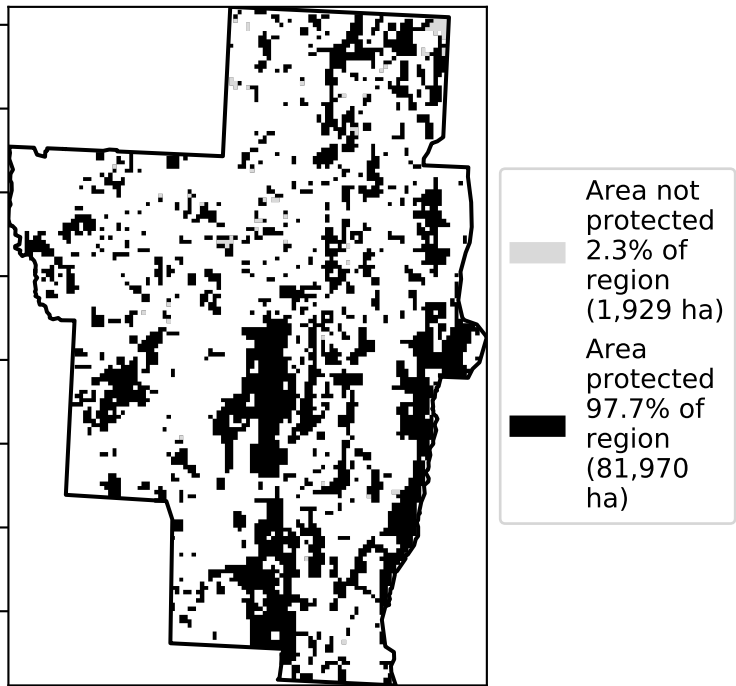 Area not
protected
2.3% of
region
(1,929 ha)
Area
protected
97.7% of
region
(81,970
ha)